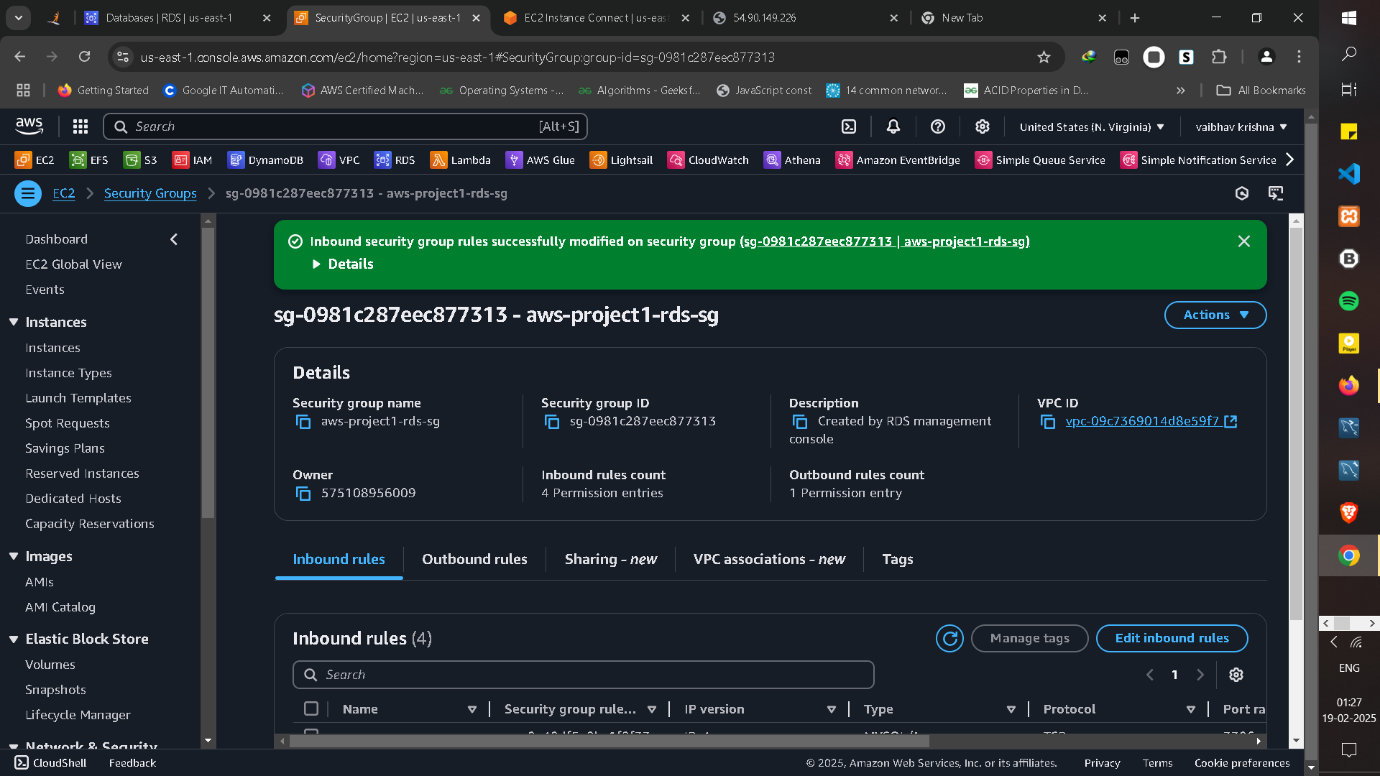 Databases | RDS | us-east-1
SecurityGroup | EC2 | us-east-1
EC2 Instance Connect | us-eas
54.90.149.226
New Tab
us-east-1.console.aws.amazon.com/ec2/home?region=us-east-1#SecurityGroup:group-id=sg-0981c287eec877313
Getting Started
Google IT Automati...
AWS Certified Mach...
Operating Systems -...
Algorithms - Geeksf...
JavaScript const
14 common networ...
ACID Properties in D...
All Bookmarks
aws
Search
[Alt+S]
United States (N. Virginia)
vaibhav krishna
EC2
EFS
S3
IAM
DynamoDB
VPC
RDS
Lambda
AWS Glue
Lightsail
CloudWatch
Athena
Amazon EventBridge
Simple Queue Service
Simple Notification Service
EC2
Security Groups
sg-0981c287eec877313 - aws-project1-rds-sg
Dashboard
EC2 Global View
Events
Instances
Instances
Instance Types
Launch Templates
Spot Requests
Savings Plans
Reserved Instances
Dedicated Hosts
Capacity Reservations
Images
AMIs
AMI Catalog
Elastic Block Store
Volumes
Snapshots
Lifecycle Manager
Network & Security
Inbound security group rules successfully modified on security group (sg-0981c287eec877313 | aws-project1-rds-sg)
Details
sg-0981c287eec877313 - aws-project1-rds-sg
Actions
Details
Security group name
aws-project1-rds-sg
Security group ID
sg-0981c287eec877313
Description
Created by RDS management
console
VPC ID
vpc-09c7369014d8e59f7
Owner
575108956009
Inbound rules count
4 Permission entries
Outbound rules count
1 Permission entry
Inbound rules
Outbound rules
Sharing - new
VPC associations - new
Tags
Inbound rules (4)
Manage tags
Edit inbound rules
Search
1
Name
Security group rule...
IP version
Type
Protocol
Port ra
CloudShell
Feedback
© 2025, Amazon Web Services, Inc. or its affiliates.
Privacy
Terms
Cookie preferences
ENG
01:27
19-02-2025